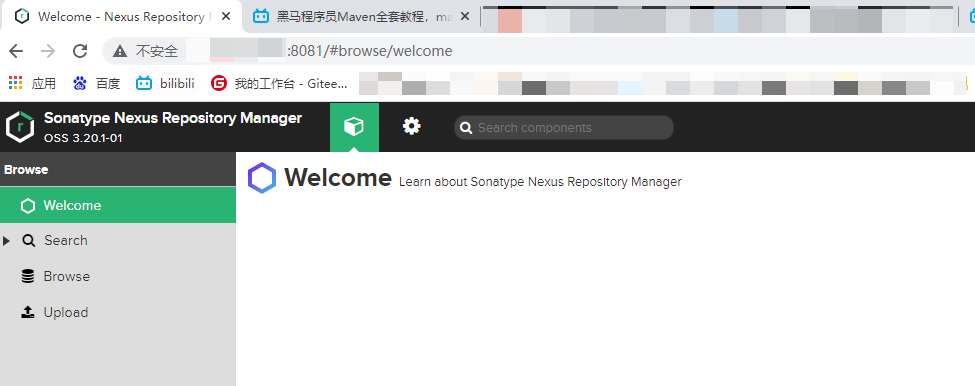 Welcome - Nexus Repository M
黑马程序员Maven全套教程，ma
不安全
:8081/#browse/welcome
应用
百度
bilibili
我的工作台 - Gitee...
Sonatype Nexus Repository Manager
OSS 3.20.1-01
Search components
Browse
Welcome Learn about Sonatype Nexus Repository Manager
Welcome
Search
Browse
Upload